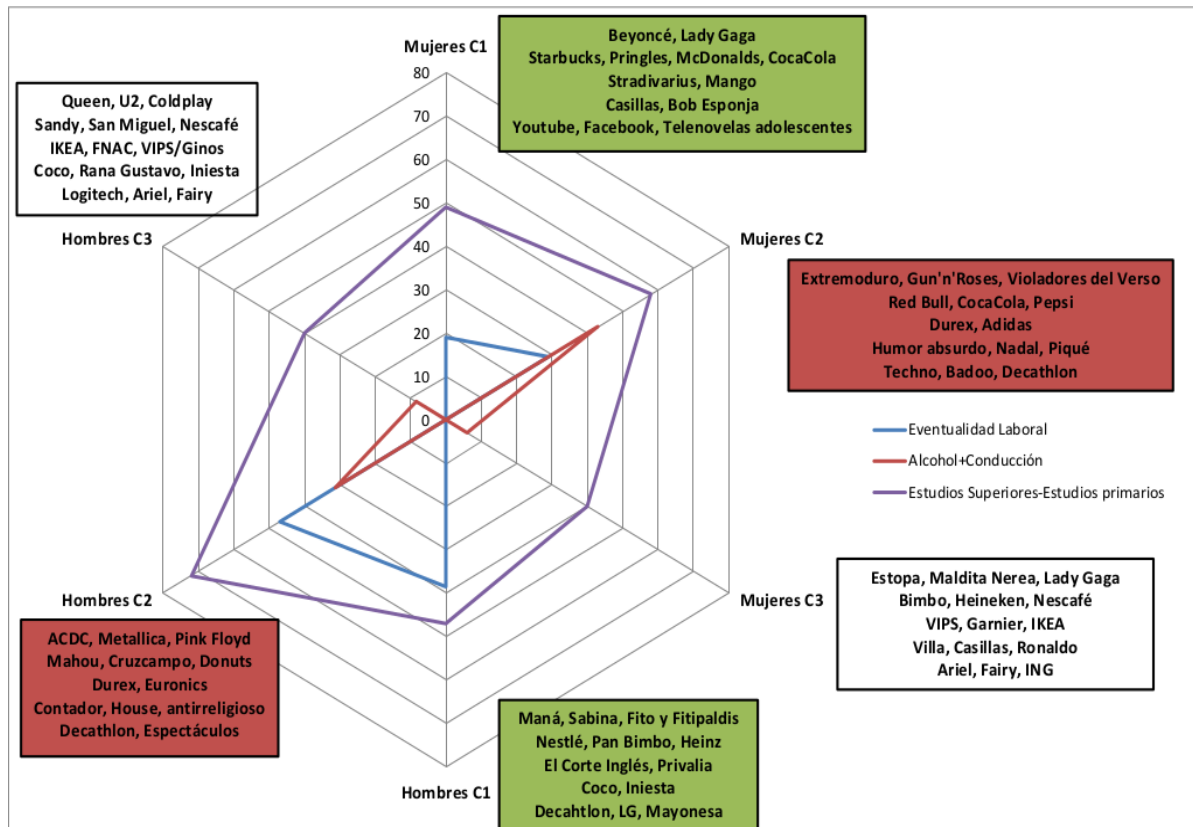 Mujeres C1
Beyoncé, Lady Gaga
Starbucks, Pringles, McDonalds, CocaCola
Stradivarius, Mango
Casillas, Bob Esponja
Youtube, Facebook, Telenovelas adolescentes
Queen, U2, Coldplay
Sandy, San Miguel, Nescafé
IKEA, FNAC, VIPS/Ginos
Coco, Rana Gustavo, Iniesta
Logitech, Ariel, Fairy
Hombres C3
80
70
60
50
40
30
20
10
0
Mujeres C2
Extremoduro, Gun'n'Roses, Violadores del Verso
Red Bull, CocaCola, Pepsi
Durex, Adidas
Humor absurdo, Nadal, Piqué
Techno, Badoo, Decathlon
Eventualidad Laboral
Alcohol+Conducción
Estudios Superiores-Estudios primarios
Mujeres C3
Estopa, Maldita Nerea, Lady Gaga
Bimbo, Heineken, Nescafé
VIPS, Garnier, IKEA
Villa, Casillas, Ronaldo
Ariel, Fairy, ING
Hombres C2
ACDC, Metallica, Pink Floyd
Mahou, Cruzcampo, Donuts
Durex, Euronics
Contador, House, antirreligioso
Decathlon, Espectáculos
Maná, Sabina, Fito y Fitipaldis
Nestlé, Pan Bimbo, Heinz
El Corte Inglés, Privalia
Coco, Iniesta
Decahtlon, LG, Mayonesa
Hombres C1